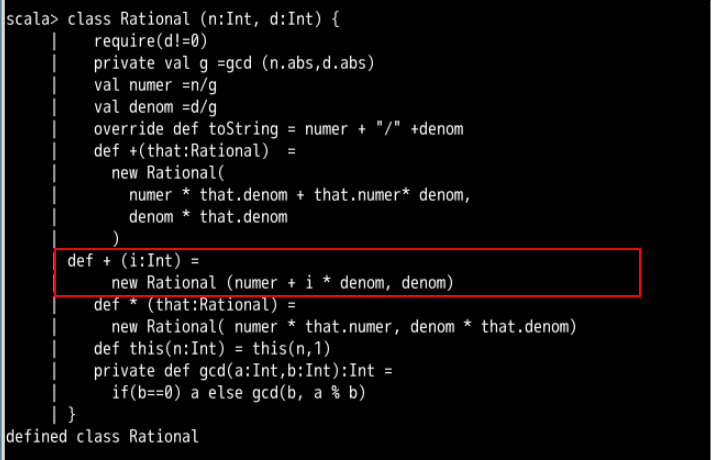 scala> class Rational (n:Int, d:Int) {
     |     require(d!=0)
     |     private val g =gcd (n.abs,d.abs)
     |     val numer =n/g
     |     val denom =d/g
     |     override def toString = numer + "/" +denom
     |     def +(that:Rational)  =
     |       new Rational(
     |         numer * that.denom + that.numer* denom,
     |         denom * that.denom
     |       )
     |  def + (i:Int) =
     |       new Rational (numer + i * denom, denom)
     |     def * (that:Rational) =
     |       new Rational( numer * that.numer, denom * that.denom)
     |     def this(n:Int) = this(n,1)
     |     private def gcd(a:Int,b:Int):Int =
     |       if(b==0) a else gcd(b, a % b)
     | }
defined class Rational